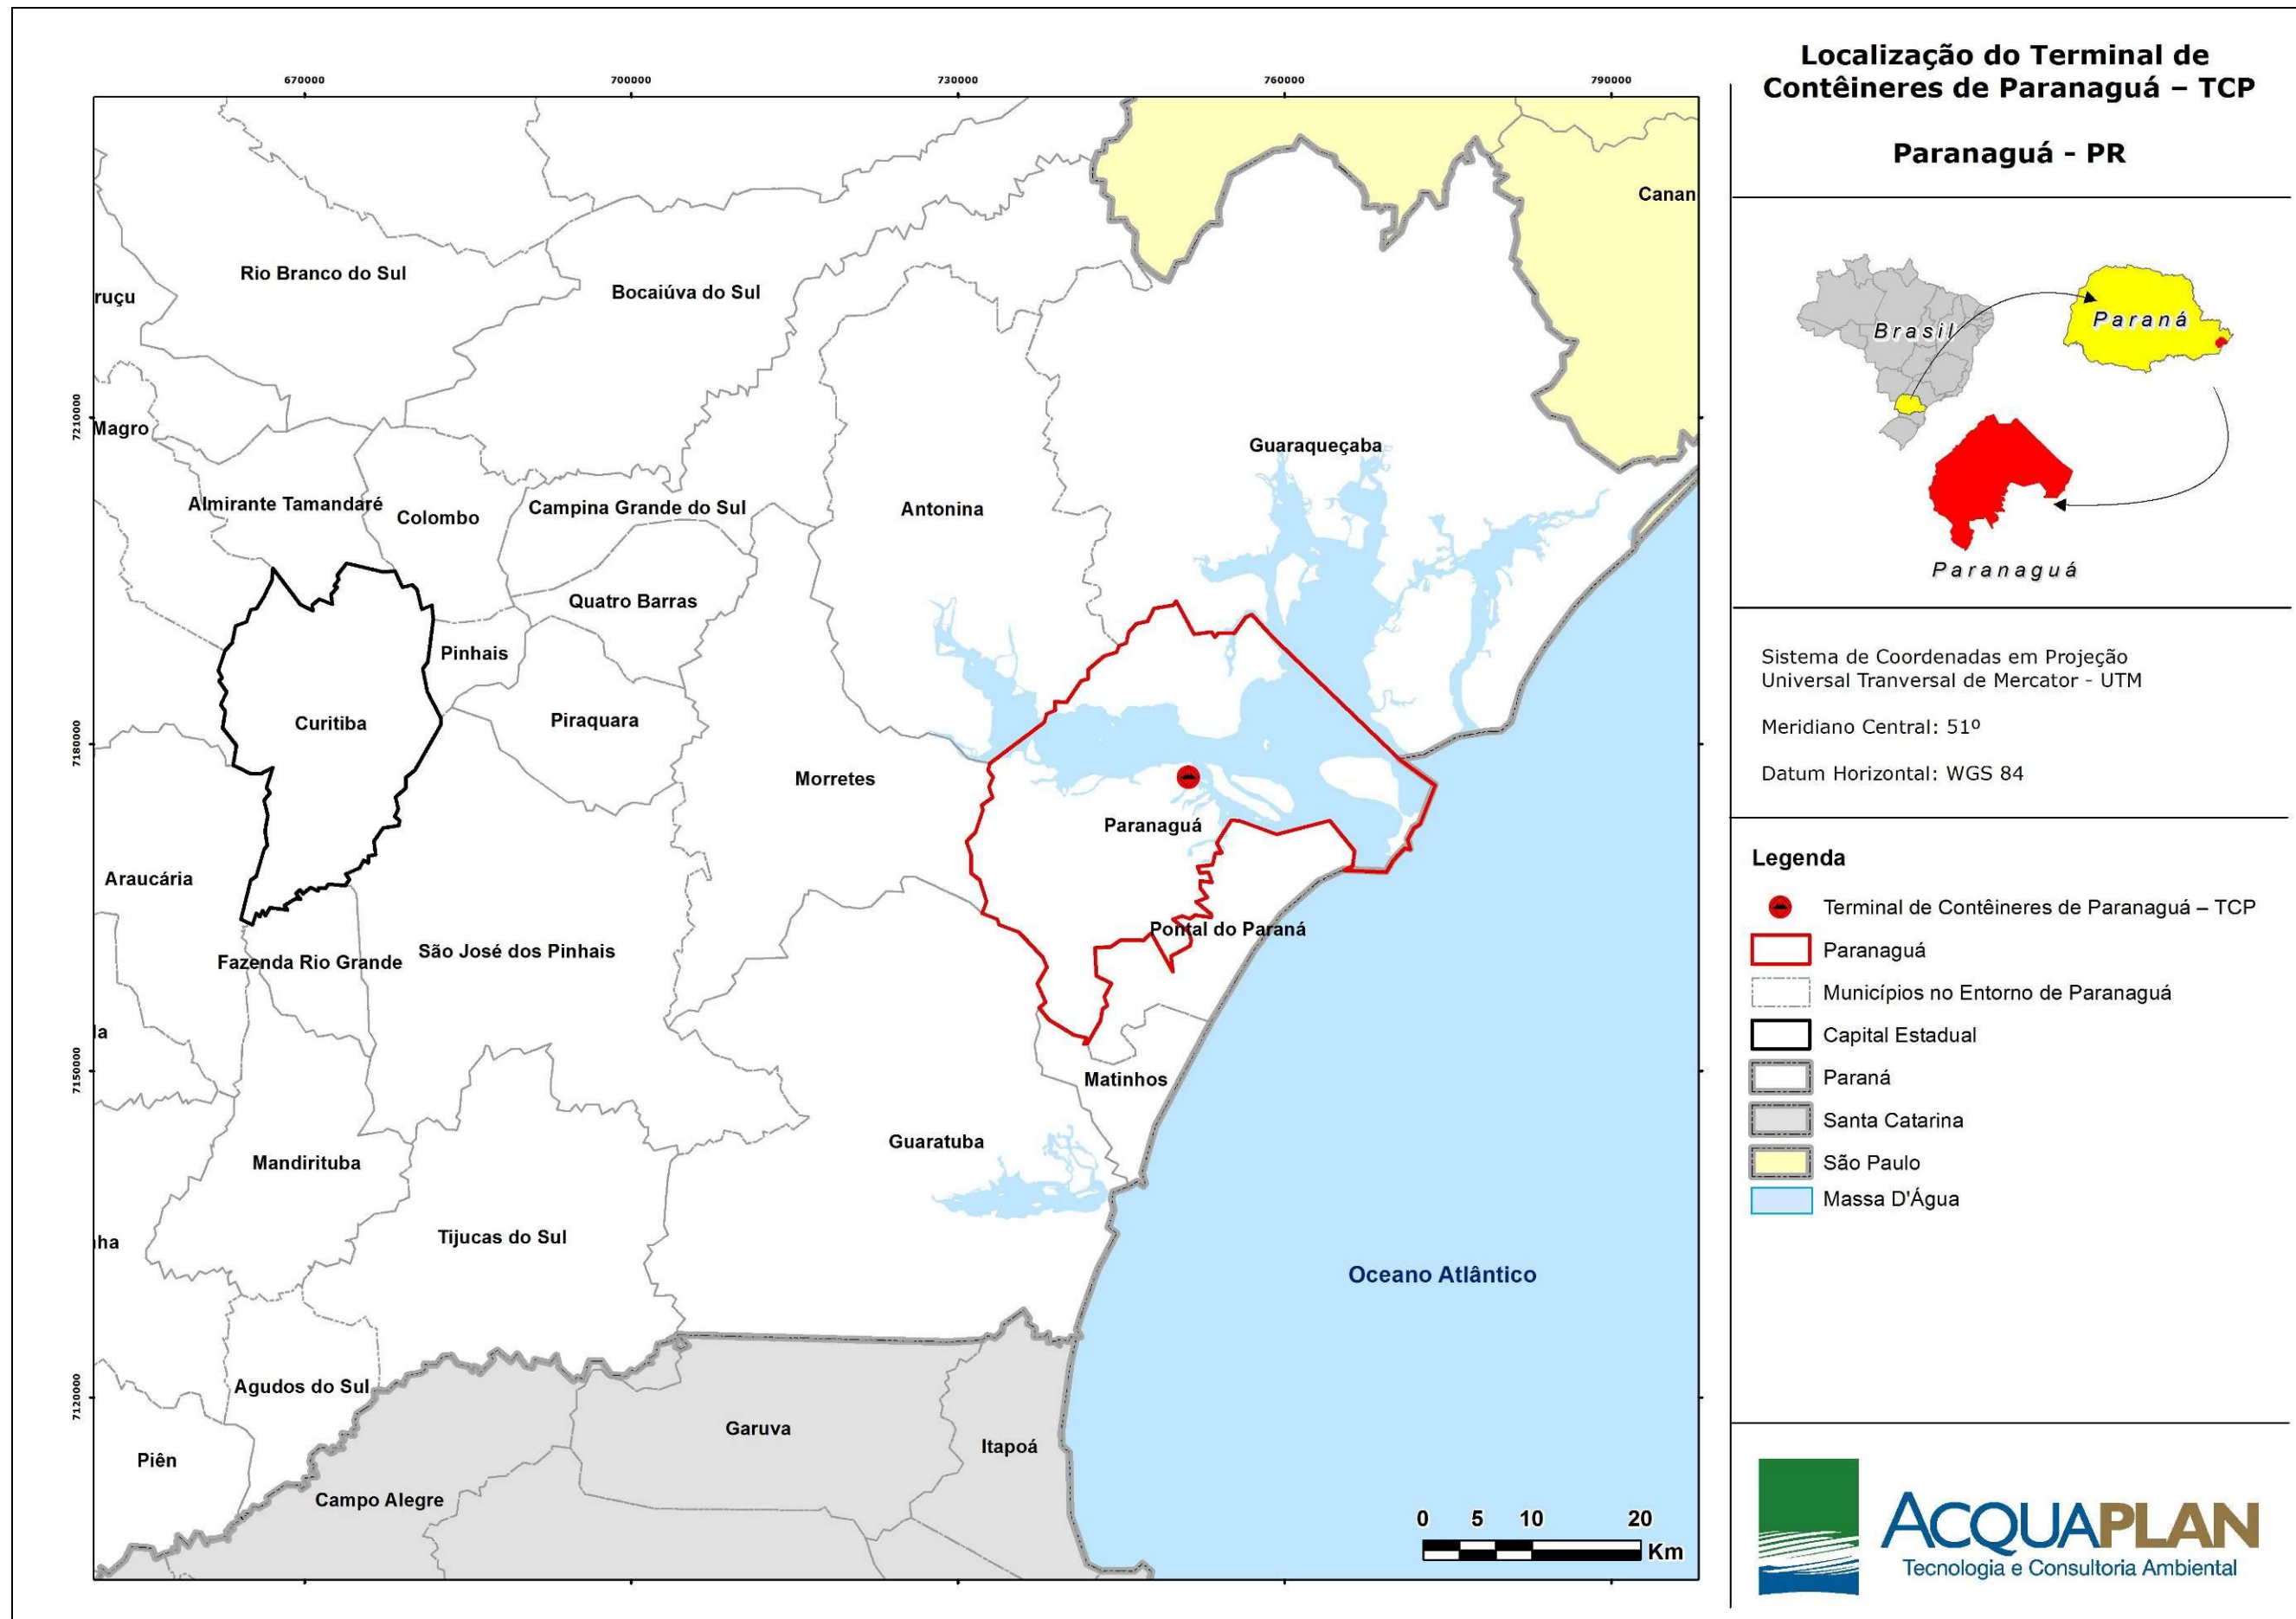 Localização do Terminal de
Contêineres de Paranaguá – TCP
Paranaguá - PR
670000
700000
730000
760000
790000
7210000
7180000
7150000
7120000
Canan
Rio Branco do Sul
ruçu
Bocaiúva do Sul
Magro
Guaraqueçaba
Almirante Tamandaré
Colombo
Campina Grande do Sul
Antonina
Quatro Barras
Pinhais
Curitiba
Piraquara
Morretes
Paranaguá
Araucária
Pontal do Paraná
Fazenda Rio Grande
São José dos Pinhais
la
Matinhos
Guaratuba
Mandirituba
Tijucas do Sul
nha
Oceano Atlântico
Agudos do Sul
Garuva
Itapoá
Piên
Campo Alegre
0 5 10 20
Km
Brasil
Paraná
Paranaguá
Sistema de Coordenadas em Projeção
Universal Tranversal de Mercator - UTM
Meridiano Central: 51º
Datum Horizontal: WGS 84
Legenda
Terminal de Contêineres de Paranaguá – TCP
Paranaguá
Municípios no Entorno de Paranaguá
Capital Estadual
Paraná
Santa Catarina
São Paulo
Massa D'Água
ACQUAPLAN
Tecnologia e Consultoria Ambiental